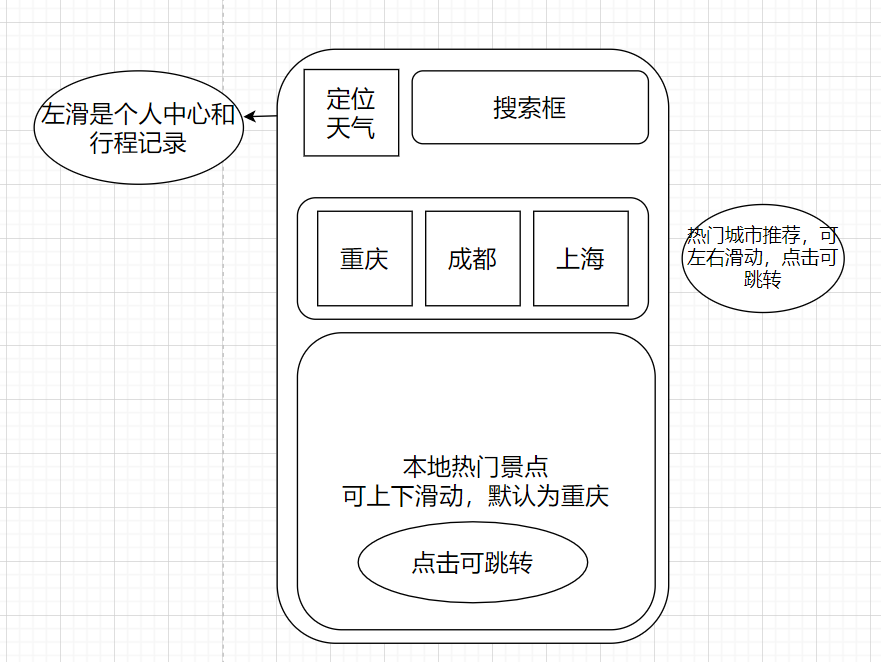 定位
天气
搜索框
左滑是个人中心和
行程记录
重庆
成都
上海
热门城市推荐，可
左右滑动，点击可
跳转
本地热门景点
可上下滑动，默认为重庆
点击可跳转